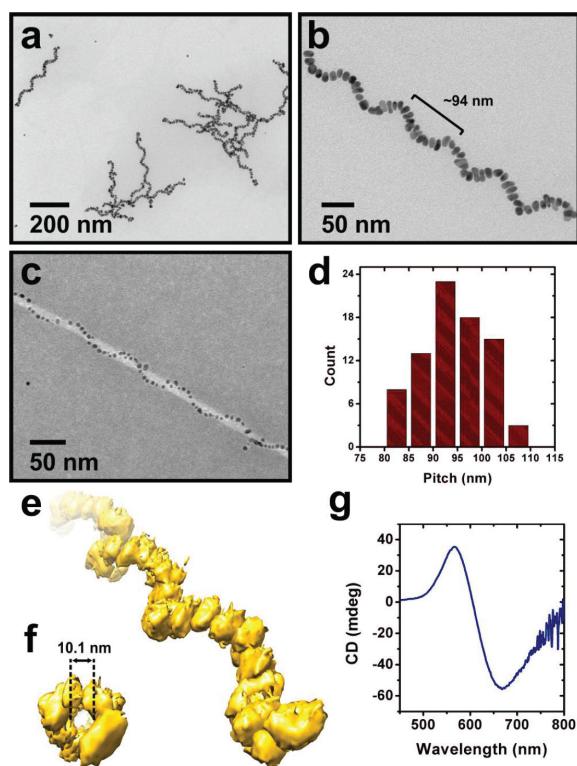 a
200 nm
b
~94 nm
50 nm
c
50 nm
d
24
18
12
6
0
Count
75 80 85 90 95 100 105 110 115
Pitch (nm)
e
f
10.1 nm
g
40
20
0
-20
-40
-60
CD (mdeg)
500 600 700 800
Wavelength (nm)